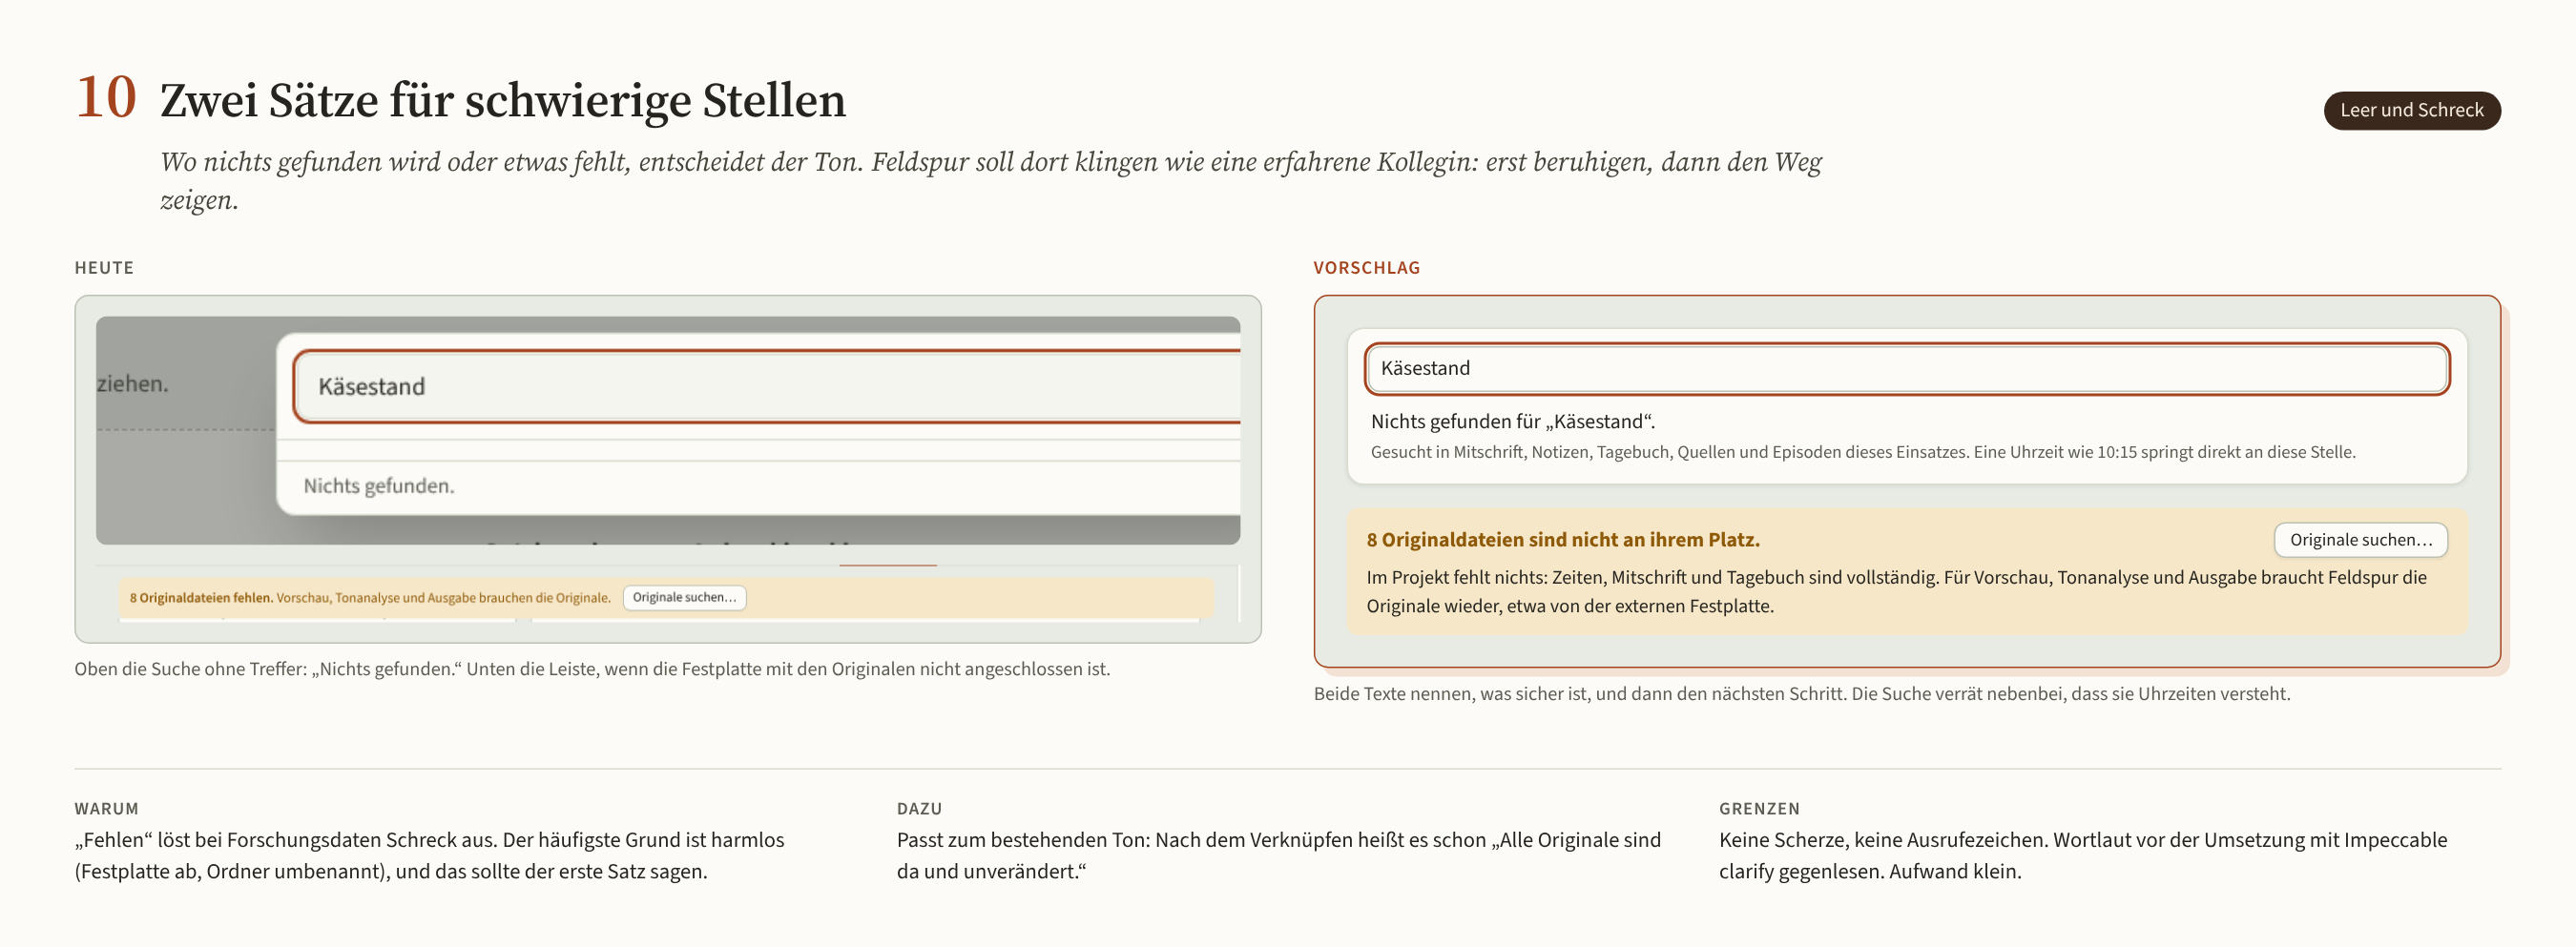 10 Zwei Sätze für schwierige Stellen
Leer und Schreck
Wo nichts gefunden wird oder etwas fehlt, entscheidet der Ton. Feldspur soll dort klingen wie eine erfahrene Kollegin: erst beruhigen, dann den Weg
zeigen.
HEUTE
ziehen.
Käsestand
Nichts gefunden.
8 Originaldateien fehlen. Vorschau, Tonanalyse und Ausgabe brauchen die Originale.
Originale suchen…
Oben die Suche ohne Treffer: „Nichts gefunden.“ Unten die Leiste, wenn die Festplatte mit den Originalen nicht angeschlossen ist.
VORSCHLAG
Käsestand
Nichts gefunden für „Käsestand“.
Gesucht in Mitschrift, Notizen, Tagebuch, Quellen und Episoden dieses Einsatzes. Eine Uhrzeit wie 10:15 springt direkt an diese Stelle.
8 Originaldateien sind nicht an ihrem Platz.
Originale suchen…
Im Projekt fehlt nichts: Zeiten, Mitschrift und Tagebuch sind vollständig. Für Vorschau, Tonanalyse und Ausgabe braucht Feldspur die
Originale wieder, etwa von der externen Festplatte.
Beide Texte nennen, was sicher ist, und dann den nächsten Schritt. Die Suche verrät nebenbei, dass sie Uhrzeiten versteht.
WARUM
„Fehlen“ löst bei Forschungsdaten Schreck aus. Der häufigste Grund ist harmlos
(Festplatte ab, Ordner umbenannt), und das sollte der erste Satz sagen.
DAZU
Passt zum bestehenden Ton: Nach dem Verknüpfen heißt es schon „Alle Originale sind
da und unverändert.“
GRENZEN
Keine Scherze, keine Ausrufezeichen. Wortlaut vor der Umsetzung mit Impeccable
clarify gegenlesen. Aufwand klein.